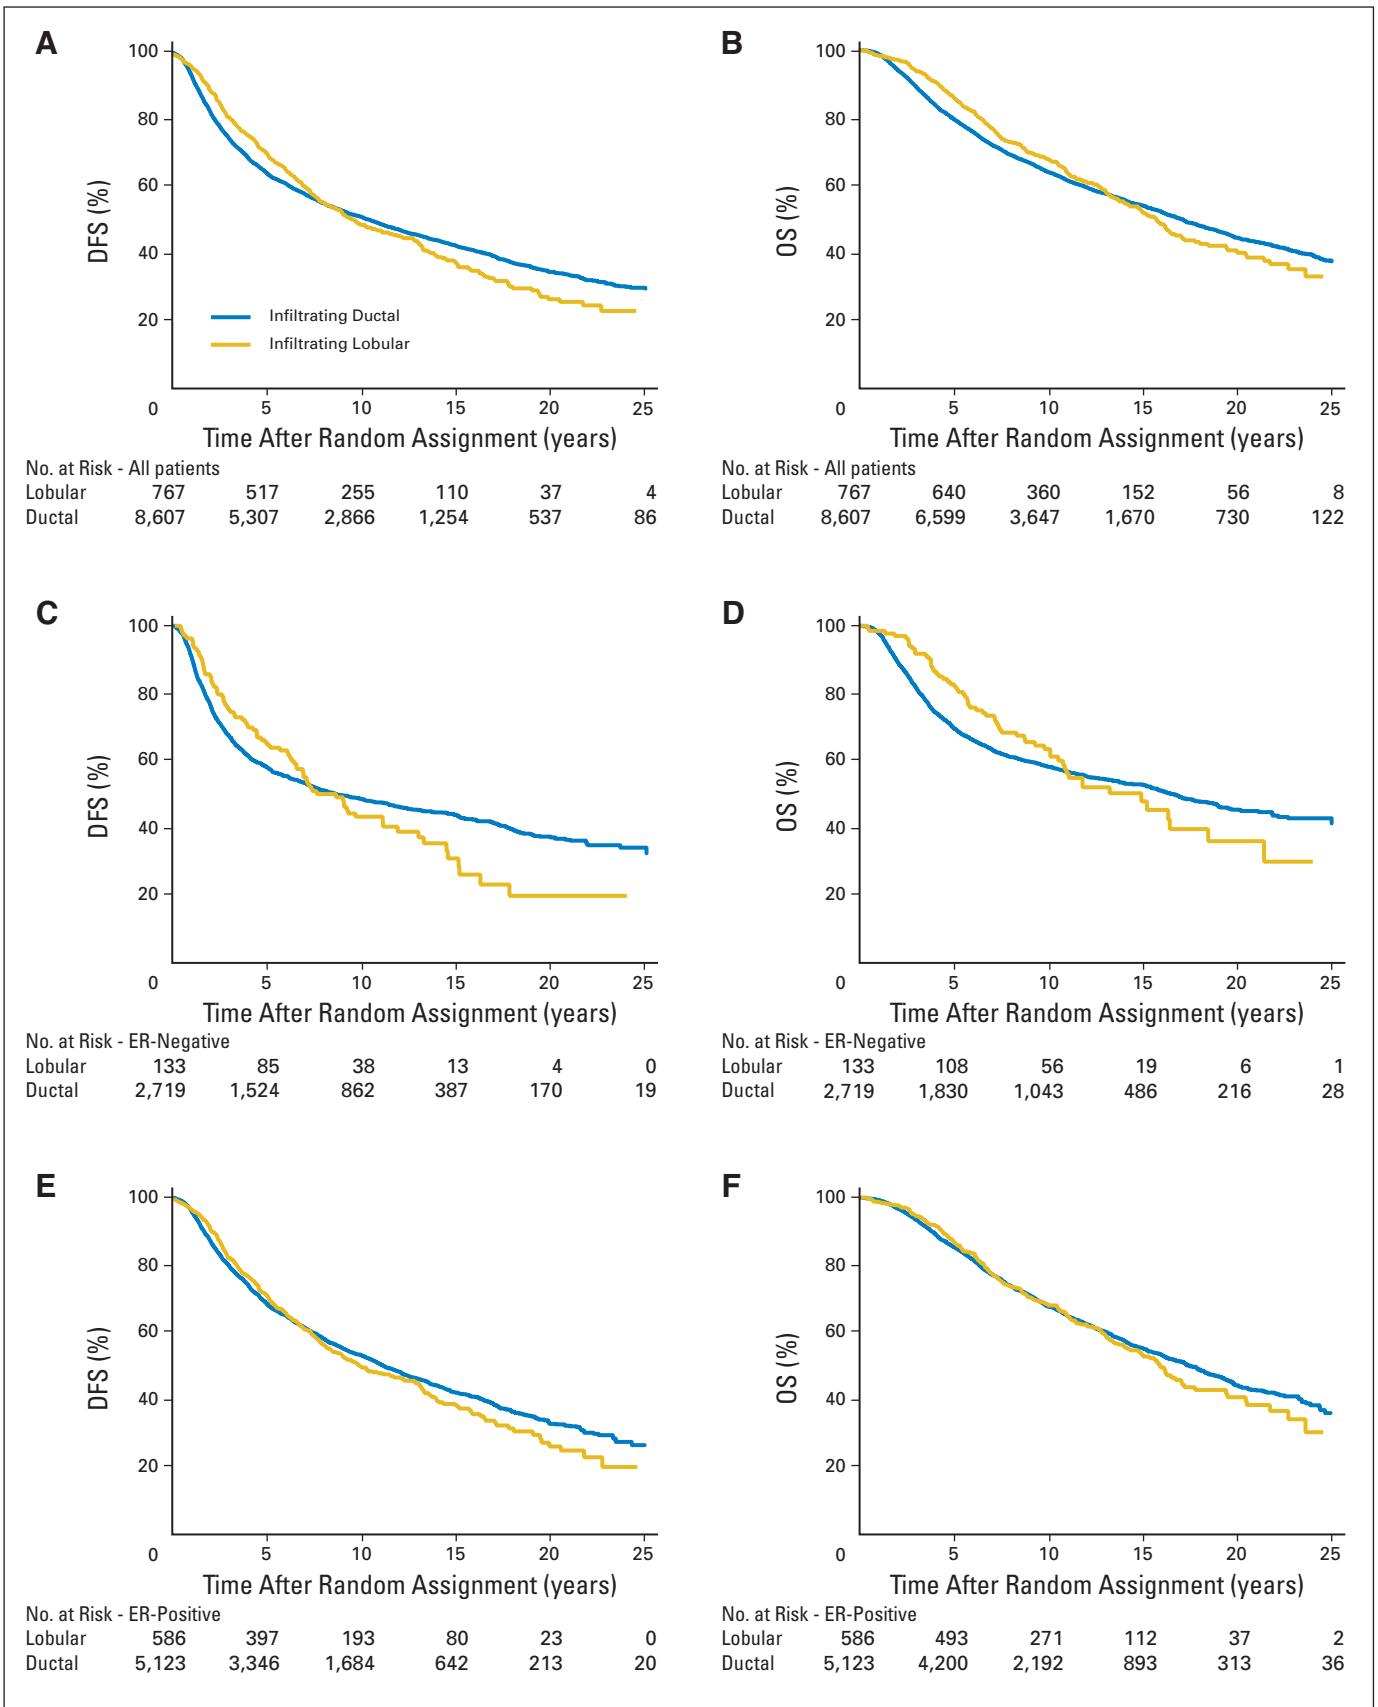 A
100
80
60
40
20
0
DFS (%)
Infiltrating Ductal
Infiltrating Lobular
5 10 15 20 25
Time After Random Assignment (years)
No. at Risk - All patients
Lobular 767 517 255 110 37 4
Ductal 8,607 5,307 2,866 1,254 537 86
B
100
80
60
40
20
0
OS (%)
5 10 15 20 25
Time After Random Assignment (years)
No. at Risk - All patients
Lobular 767 640 360 152 56 8
Ductal 8,607 6,599 3,647 1,670 730 122
C
100
80
60
40
20
0
DFS (%)
5 10 15 20 25
Time After Random Assignment (years)
No. at Risk - ER-Negative
Lobular 133 85 38 13 4 0
Ductal 2,719 1,524 862 387 170 19
D
100
80
60
40
20
0
OS (%)
5 10 15 20 25
Time After Random Assignment (years)
No. at Risk - ER-Negative
Lobular 133 108 56 19 6 1
Ductal 2,719 1,830 1,043 486 216 28
E
100
80
60
40
20
0
DFS (%)
5 10 15 20 25
Time After Random Assignment (years)
No. at Risk - ER-Positive
Lobular 586 397 193 80 23 0
Ductal 5,123 3,346 1,684 642 213 20
F
100
80
60
40
20
0
OS (%)
5 10 15 20 25
Time After Random Assignment (years)
No. at Risk - ER-Positive
Lobular 586 493 271 112 37 2
Ductal 5,123 4,200 2,192 893 313 36